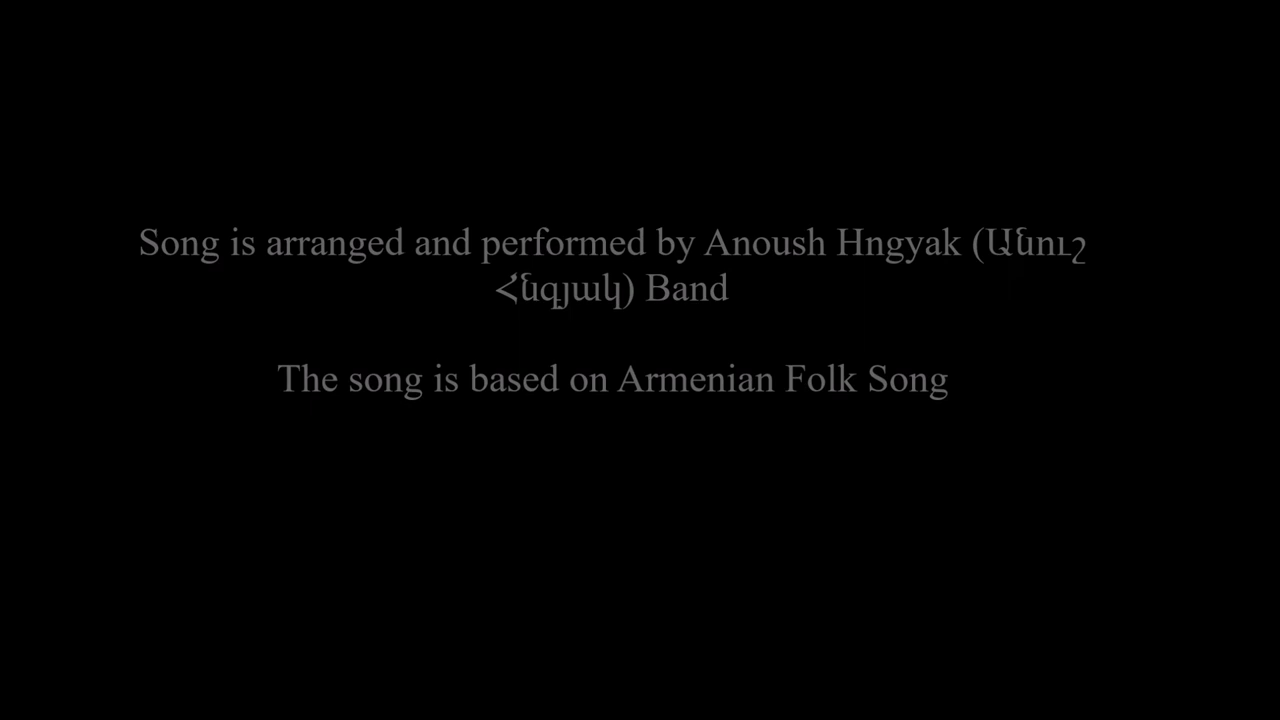 Song is arranged and performed by Anoush Hngyak (Անուշ
Հնգյակ) Band
The song is based on Armenian Folk Song